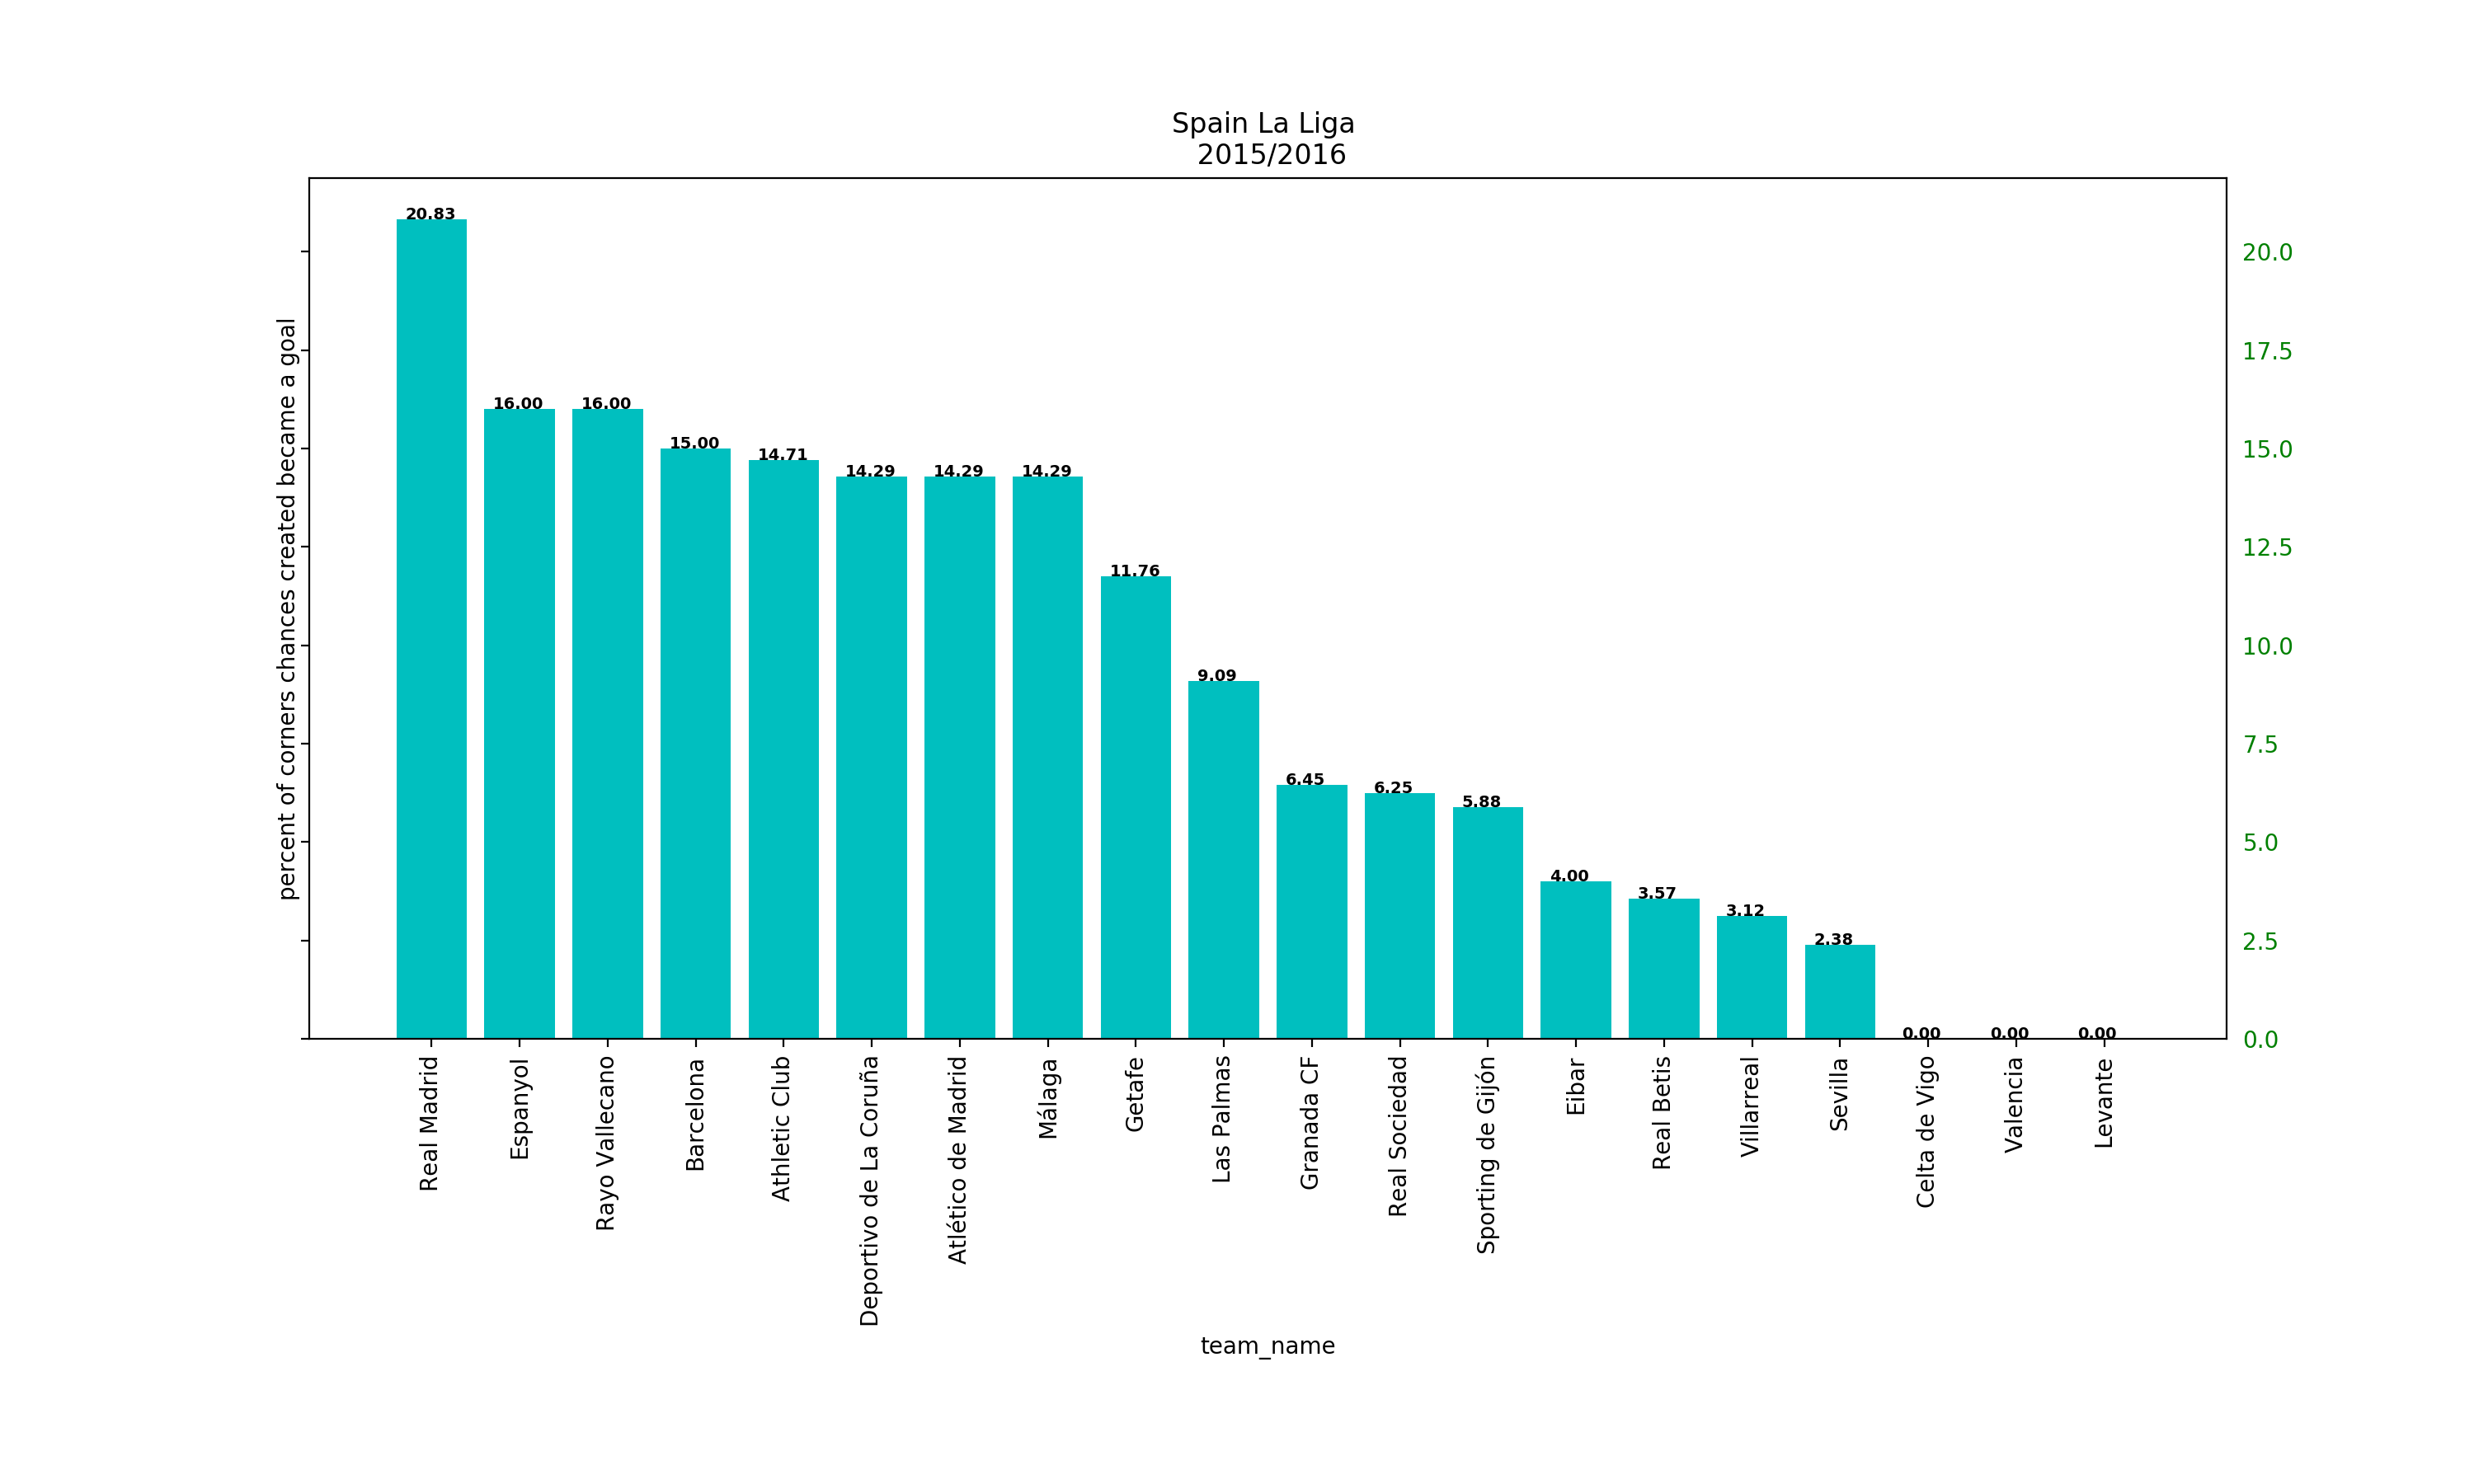 Spain La Liga
2015/2016
percent of corners chances created became a goal
20.83
16.00
16.00
15.00
14.71
14.29
14.29
14.29
11.76
9.09
6.45
6.25
5.88
4.00
3.57
3.12
2.38
0.00
0.00
0.00
20.0
17.5
15.0
12.5
10.0
7.5
5.0
2.5
0.0
Real Madrid
Espanyol
Rayo Vallecano
Barcelona
Athletic Club
Deportivo de La Coruña
Atlético de Madrid
Málaga
Getafe
Las Palmas
Granada CF
Real Sociedad
Sporting de Gijón
Eibar
Real Betis
Villarreal
Sevilla
Celta de Vigo
Valencia
Levante
team_name